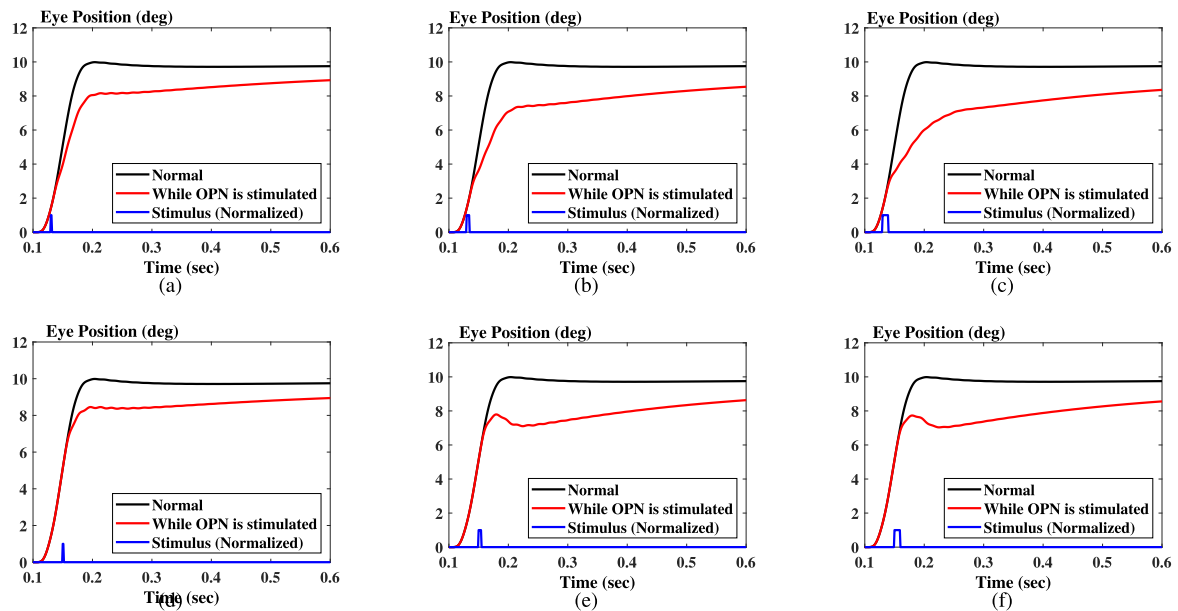 Eye Position (deg)
12
10
8
6
4
2
0
Normal
While OPN is stimulated
Stimulus (Normalized)
0.1 0.2 0.3 0.4 0.5 0.6
Time (sec)
(a)
Eye Position (deg)
12
10
8
6
4
2
0
Normal
While OPN is stimulated
Stimulus (Normalized)
0.1 0.2 0.3 0.4 0.5 0.6
Time (sec)
(b)
Eye Position (deg)
12
10
8
6
4
2
0
Normal
While OPN is stimulated
Stimulus (Normalized)
0.1 0.2 0.3 0.4 0.5 0.6
Time (sec)
(c)
Eye Position (deg)
12
10
8
6
4
2
0
Normal
While OPN is stimulated
Stimulus (Normalized)
0.1 0.2 0.3 0.4 0.5 0.6
Time (sec)
(d)
Eye Position (deg)
12
10
8
6
4
2
0
Normal
While OPN is stimulated
Stimulus (Normalized)
0.1 0.2 0.3 0.4 0.5 0.6
Time (sec)
(e)
Eye Position (deg)
12
10
8
6
4
2
0
Normal
While OPN is stimulated
Stimulus (Normalized)
0.1 0.2 0.3 0.4 0.5 0.6
Time (sec)
(f)